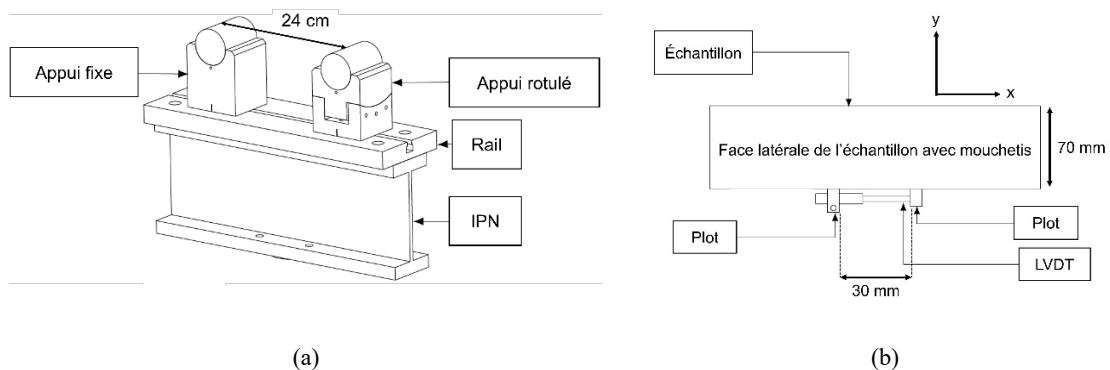 24 cm
Appui fixe
Appui rotulé
Rail
IPN
(a)
y
x
Échantillon
Face latérale de l'échantillon avec mouchetis
70 mm
Plot
Plot
LVDT
30 mm
(b)